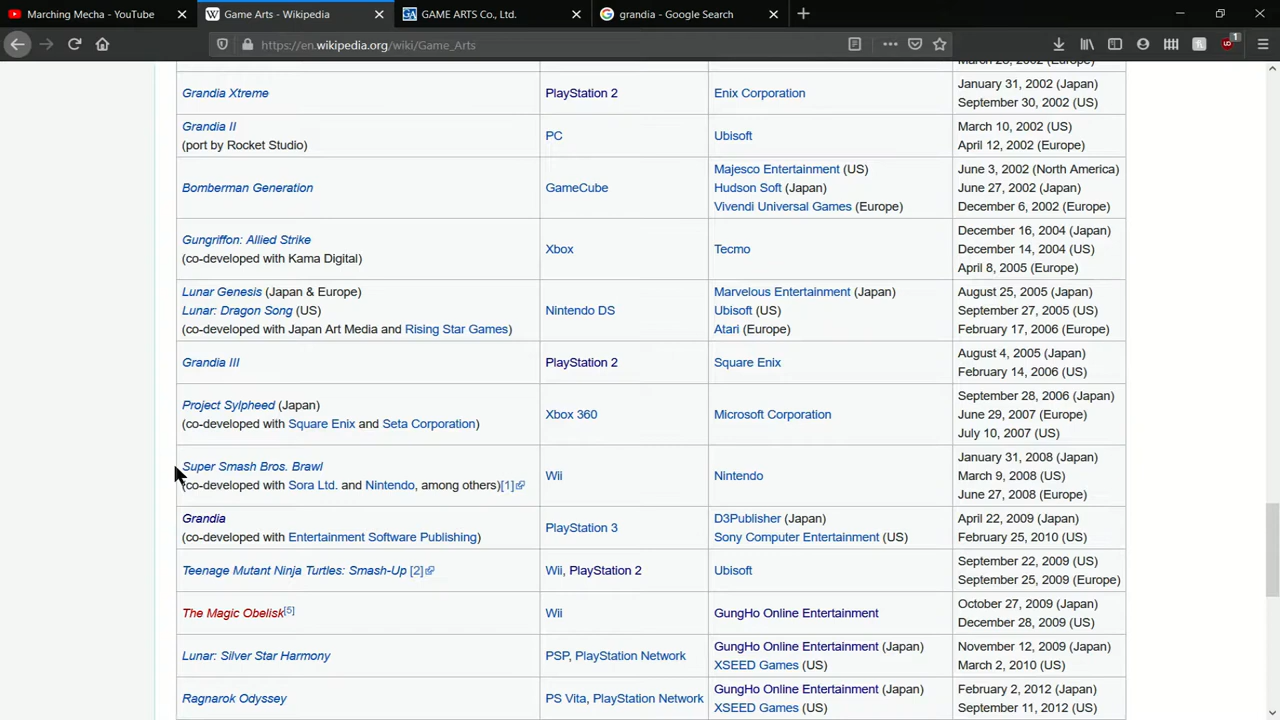 Marching Mecha - YouTube
Game Arts - Wikipedia
GAME ARTS Co., Ltd.
grandia - Google Search
https://en.wikipedia.org/wiki/Game_Arts
1
March 28, 2002 (Europe)
Grandia Xtreme
PlayStation 2
Enix Corporation
January 31, 2002 (Japan)
September 30, 2002 (US)
Grandia II
(port by Rocket Studio)
PC
Ubisoft
March 10, 2002 (US)
April 12, 2002 (Europe)
Bomberman Generation
GameCube
Majesco Entertainment (US)
Hudson Soft (Japan)
Vivendi Universal Games (Europe)
June 3, 2002 (North America)
June 27, 2002 (Japan)
December 6, 2002 (Europe)
Gungriffon: Allied Strike
(co-developed with Kama Digital)
Xbox
Tecmo
December 16, 2004 (Japan)
December 14, 2004 (US)
April 8, 2005 (Europe)
Lunar Genesis (Japan & Europe)
Lunar: Dragon Song (US)
(co-developed with Japan Art Media and Rising Star Games)
Nintendo DS
Marvelous Entertainment (Japan)
Ubisoft (US)
Atari (Europe)
August 25, 2005 (Japan)
September 27, 2005 (US)
February 17, 2006 (Europe)
Grandia III
PlayStation 2
Square Enix
August 4, 2005 (Japan)
February 14, 2006 (US)
Project Sylpheed (Japan)
(co-developed with Square Enix and Seta Corporation)
Xbox 360
Microsoft Corporation
September 28, 2006 (Japan)
June 29, 2007 (Europe)
July 10, 2007 (US)
Super Smash Bros. Brawl
(co-developed with Sora Ltd. and Nintendo, among others)[1]
Wii
Nintendo
January 31, 2008 (Japan)
March 9, 2008 (US)
June 27, 2008 (Europe)
Grandia
(co-developed with Entertainment Software Publishing)
PlayStation 3
D3Publisher (Japan)
Sony Computer Entertainment (US)
April 22, 2009 (Japan)
February 25, 2010 (US)
Teenage Mutant Ninja Turtles: Smash-Up [2]
Wii, PlayStation 2
Ubisoft
September 22, 2009 (US)
September 25, 2009 (Europe)
The Magic Obelisk[5]
Wii
GungHo Online Entertainment
October 27, 2009 (Japan)
December 28, 2009 (US)
Lunar: Silver Star Harmony
PSP, PlayStation Network
GungHo Online Entertainment (Japan)
XSEED Games (US)
November 12, 2009 (Japan)
March 2, 2010 (US)
Ragnarok Odyssey
PS Vita, PlayStation Network
GungHo Online Entertainment (Japan)
XSEED Games (US)
February 2, 2012 (Japan)
September 11, 2012 (US)